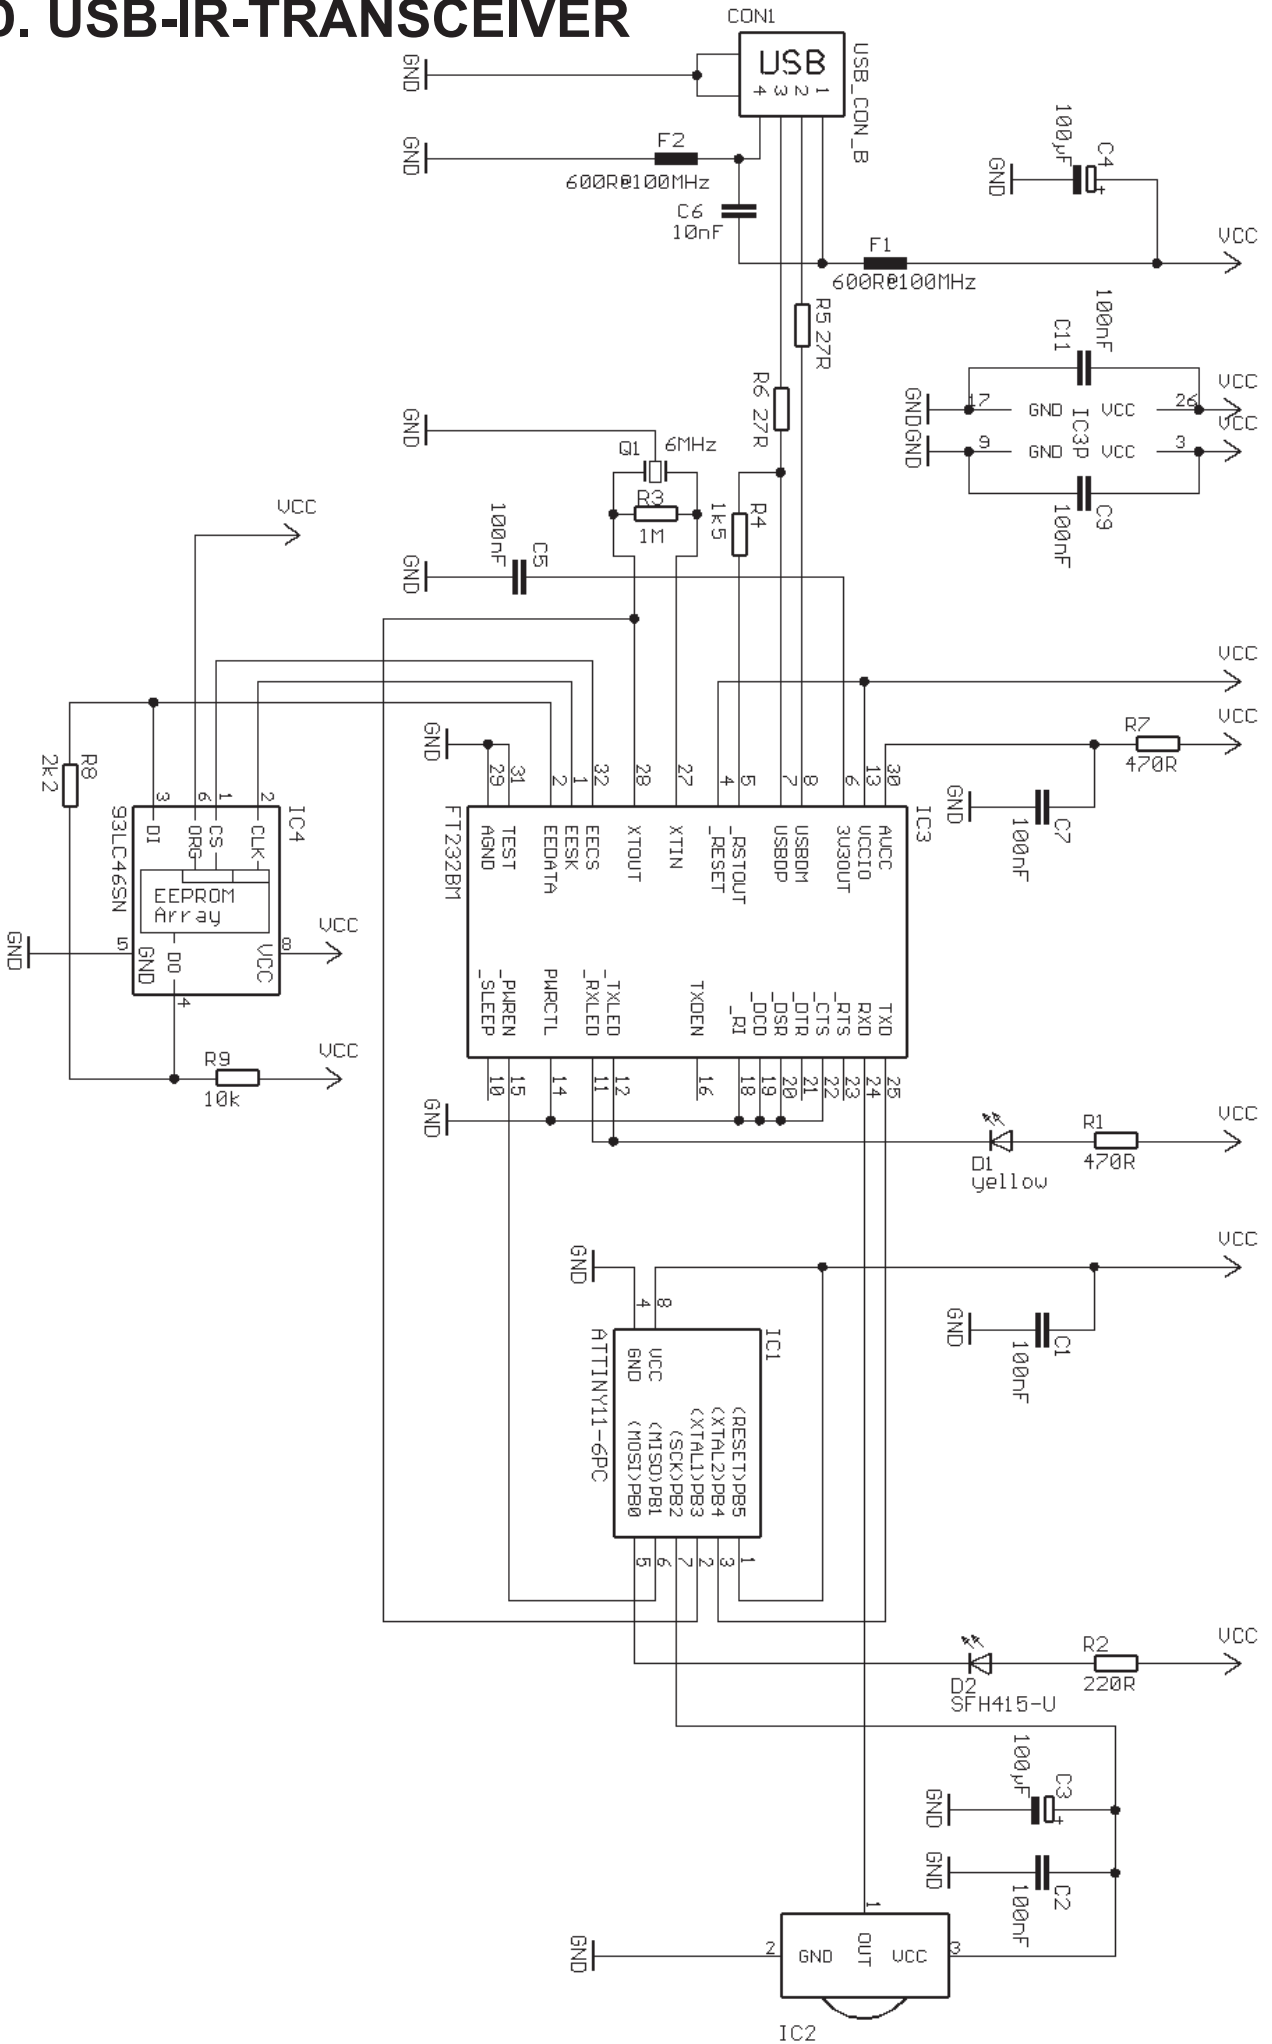 D. USB-IR-TRANSCEIVER
CON1
USB
4 3 2 1
USB_CON_B
GND
GND
F2
600R@100MHz
C6
10nF
100µF
C4
+
GND
VCC
F1
600R@100MHz
R5 27R
R6 27R
100nF
C11
VCC
GND
17
GND
VCC
26
IC3P
VCC
GND
9
GND
VCC
3
C9
100nF
GND
Q1
6MHz
R3
1M
R4
1k5
VCC
100nF
C5
GND
VCC
VCC
R7
470R
GND
C7
100nF
GND
R8
2k2
3
6
1
2
IC4
93LC46SN
DI
ORG
CS
CLK
EEPROM
Array
GND
5
GND
DO
VCC
8
VCC
4
R9
10k
VCC
29
31
2
1
32
28
27
4
5
7
8
6
13
30
IC3
FT232BM
AGND
TEST
EEDATA
EESK
EECS
XTOUT
XTIN
_RESET
_RSTOUT
USBDP
USBDM
3V3OUT
VCCIO
AVCC
_SLEEP
_PWREN
PWRCTL
_RXLED
_TXLED
TXDEN
_RI
_DCD
_DSR
_DTR
_CTS
_RTS
RXD
TXD
10
15
14
11
12
16
18
19
20
21
22
23
24
25
GND
VCC
R1
470R
D1
yellow
GND
VCC
4
8
IC1
ATTINY11-6PC
GND
VCC
(MOSI)PB0
(MISO)PB1
(SCK)PB2
(XTAL1)PB3
(XTAL2)PB4
(RESET)PB5
5
6
7
2
3
1
GND
C1
100nF
VCC
R2
220R
D2
SFH415-U
100µF
C3
+
GND
GND
C2
100nF
1
GND
2
GND
OUT
VCC
3
IC2